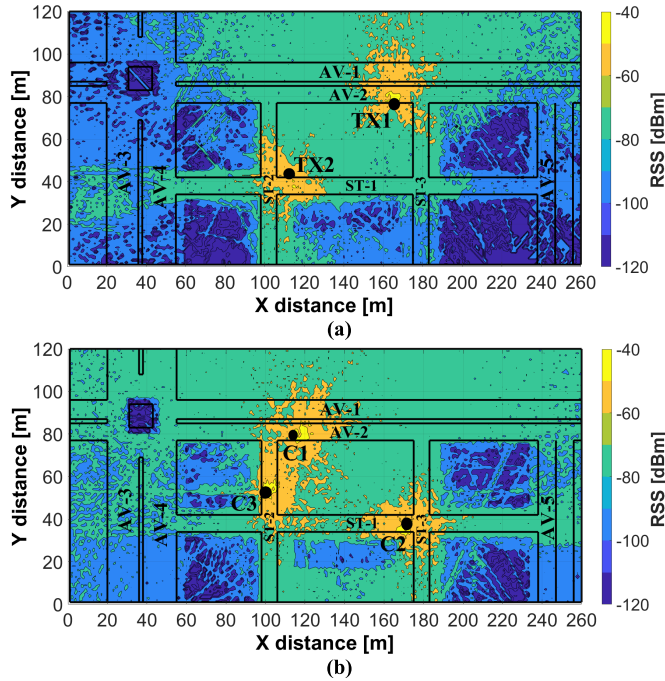 120
100
80
60
40
20
0
Y distance [m]
AV-1
AV-2
TX1
TX2
AV-3
AV-4
ST-2
ST-1
ST-3
AV-5
0 20 40 60 80 100 120 140 160 180 200 220 240 260
X distance [m]
-40
-60
-80
-100
-120
RSS [dBm]
(a)
120
100
80
60
40
20
0
Y distance [m]
AV-1
AV-2
C1
C3
AV-3
AV-4
ST-2
ST-1
C2
ST-3
AV-5
0 20 40 60 80 100 120 140 160 180 200 220 240 260
X distance [m]
-40
-60
-80
-100
-120
RSS [dBm]
(b)